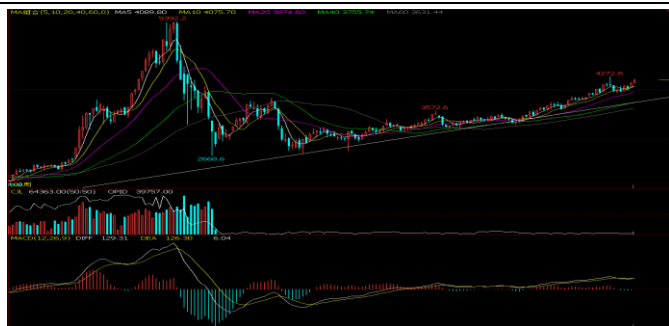 MA组合(5,10,20,40,60,0) MA5 4089.80 MA10 4075.70 MA20 3974.60 MA40 3755.74 MA60 3631.44
4272.8
3572.6
2668.6
CJL 64363.00(50:50) OPID 39757.00
MACD(12,26,9) DIFF 129.31 DEA 126.30 6.04